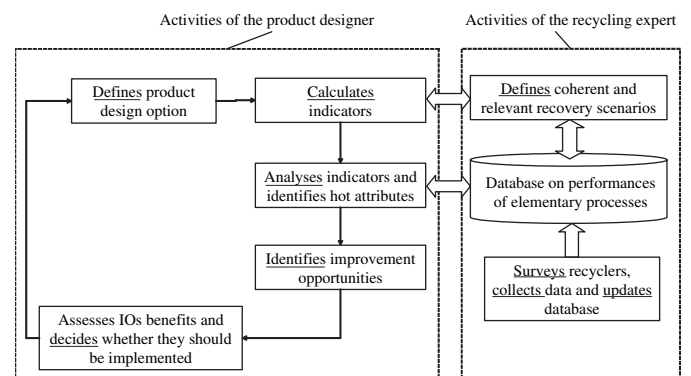 Activities of the product designer
Activities of the recycling expert
Defines product
design option
Calculates
indicators
Defines coherent and
relevant recovery scenarios
Analyses indicators and
identifies hot attributes
Database on performances
of elementary processes
Identifies improvement
opportunities
Surveys recyclers,
collects data and updates
database
Assesses IOs benefits and
decides whether they should
be implemented